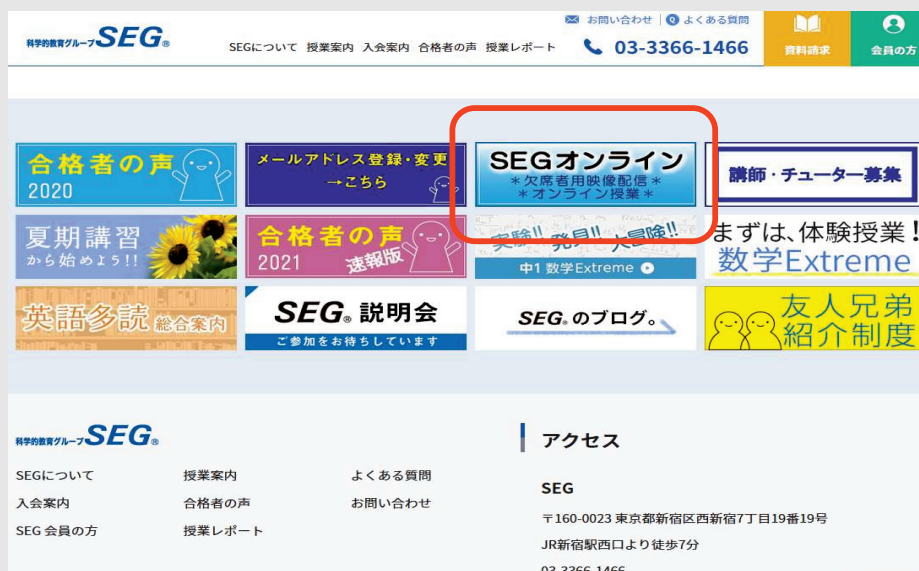 お問い合わせ よくある質問
科学的教育グループSEG®
SEGについて 授業案内 入会案内 合格者の声 授業レポート
03-3366-1466
資料請求
会員の方
合格者の声
2020
メールアドレス登録・変更
→こちら
SEGオンライン
*欠席者用映像配信*
*オンライン授業*
講師・チューター募集
夏期講習
から始めよう!!
合格者の声
2021 速報版
実験!! 発見!! 大冒険!!
中1 数学Extreme
まずは、体験授業!
数学Extreme
英語多読 総合案内
SEG® 説明会
ご参加をお待ちしています
SEG®のブログ。
友人兄弟
紹介制度
科学的教育グループSEG®
SEGについて 授業案内 よくある質問
入会案内 合格者の声 お問い合わせ
SEG 会員の方 授業レポート
アクセス
SEG
〒160-0023 東京都新宿区西新宿7丁目19番19号
JR新宿駅西口より徒歩7分
03-3366-1466